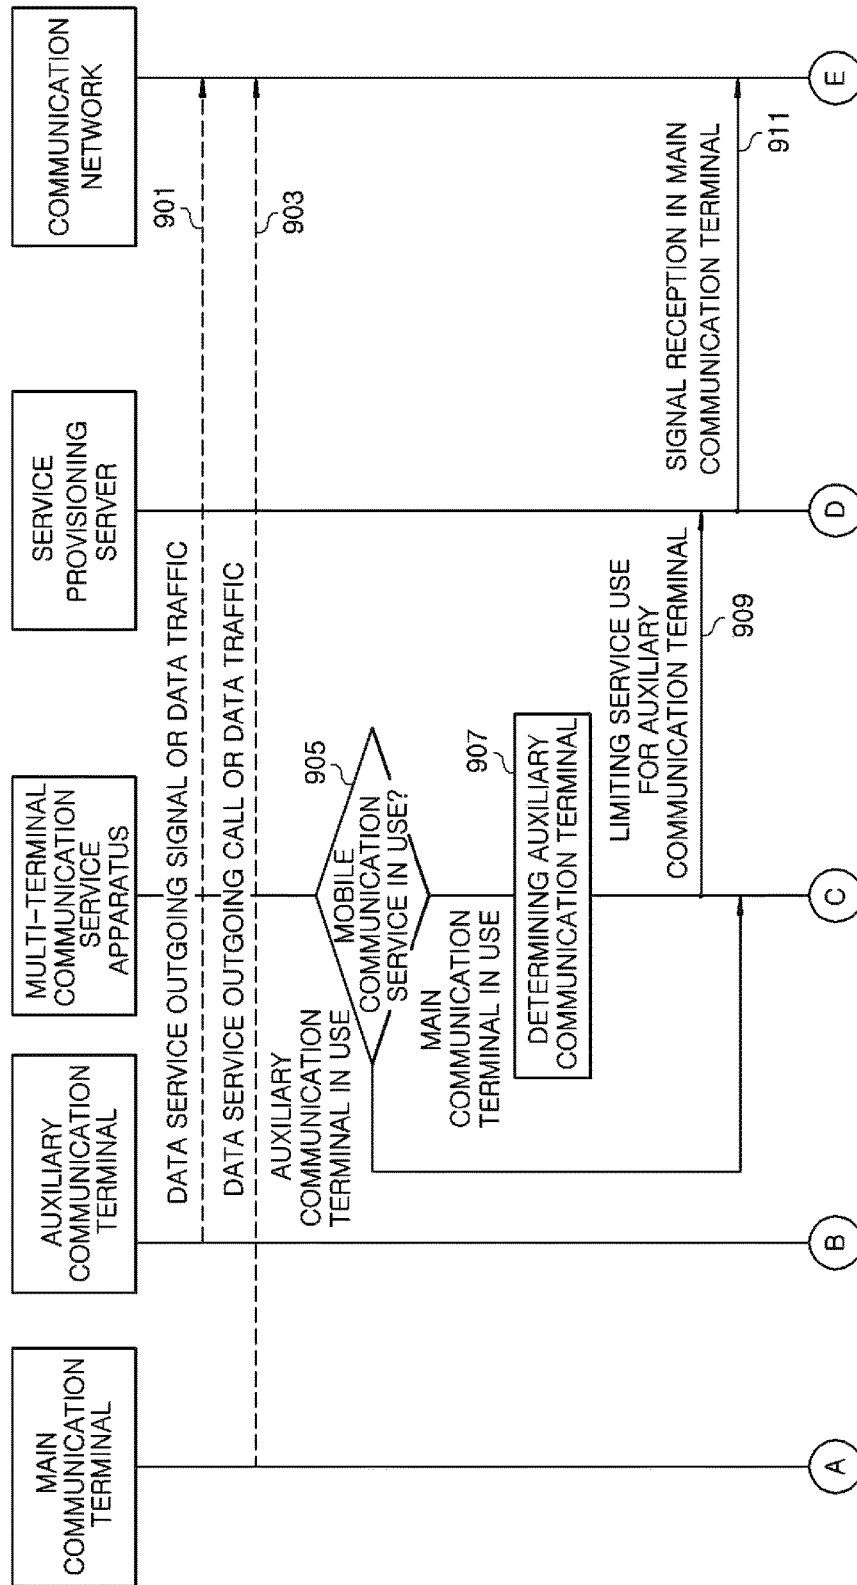 MAIN
COMMUNICATION
TERMINAL
AUXILIARY
COMMUNICATION
TERMINAL
MULTI-TERMINAL
COMMUNICATION
SERVICE
APPARATUS
SERVICE
PROVISIONING
SERVER
COMMUNICATION
NETWORK
DATA SERVICE OUTGOING SIGNAL OR DATA TRAFFIC
901
DATA SERVICE OUTGOING CALL OR DATA TRAFFIC
903
AUXILIARY
COMMUNICATION
TERMINAL IN USE
MOBILE
COMMUNICATION
SERVICE IN USE?
905
MAIN
COMMUNICATION
TERMINAL IN USE
DETERMINING AUXILIARY
COMMUNICATION TERMINAL
907
LIMITING SERVICE USE
FOR AUXILIARY
COMMUNICATION TERMINAL
909
SIGNAL RECEPTION IN MAIN
COMMUNICATION TERMINAL
911
A
B
C
D
E